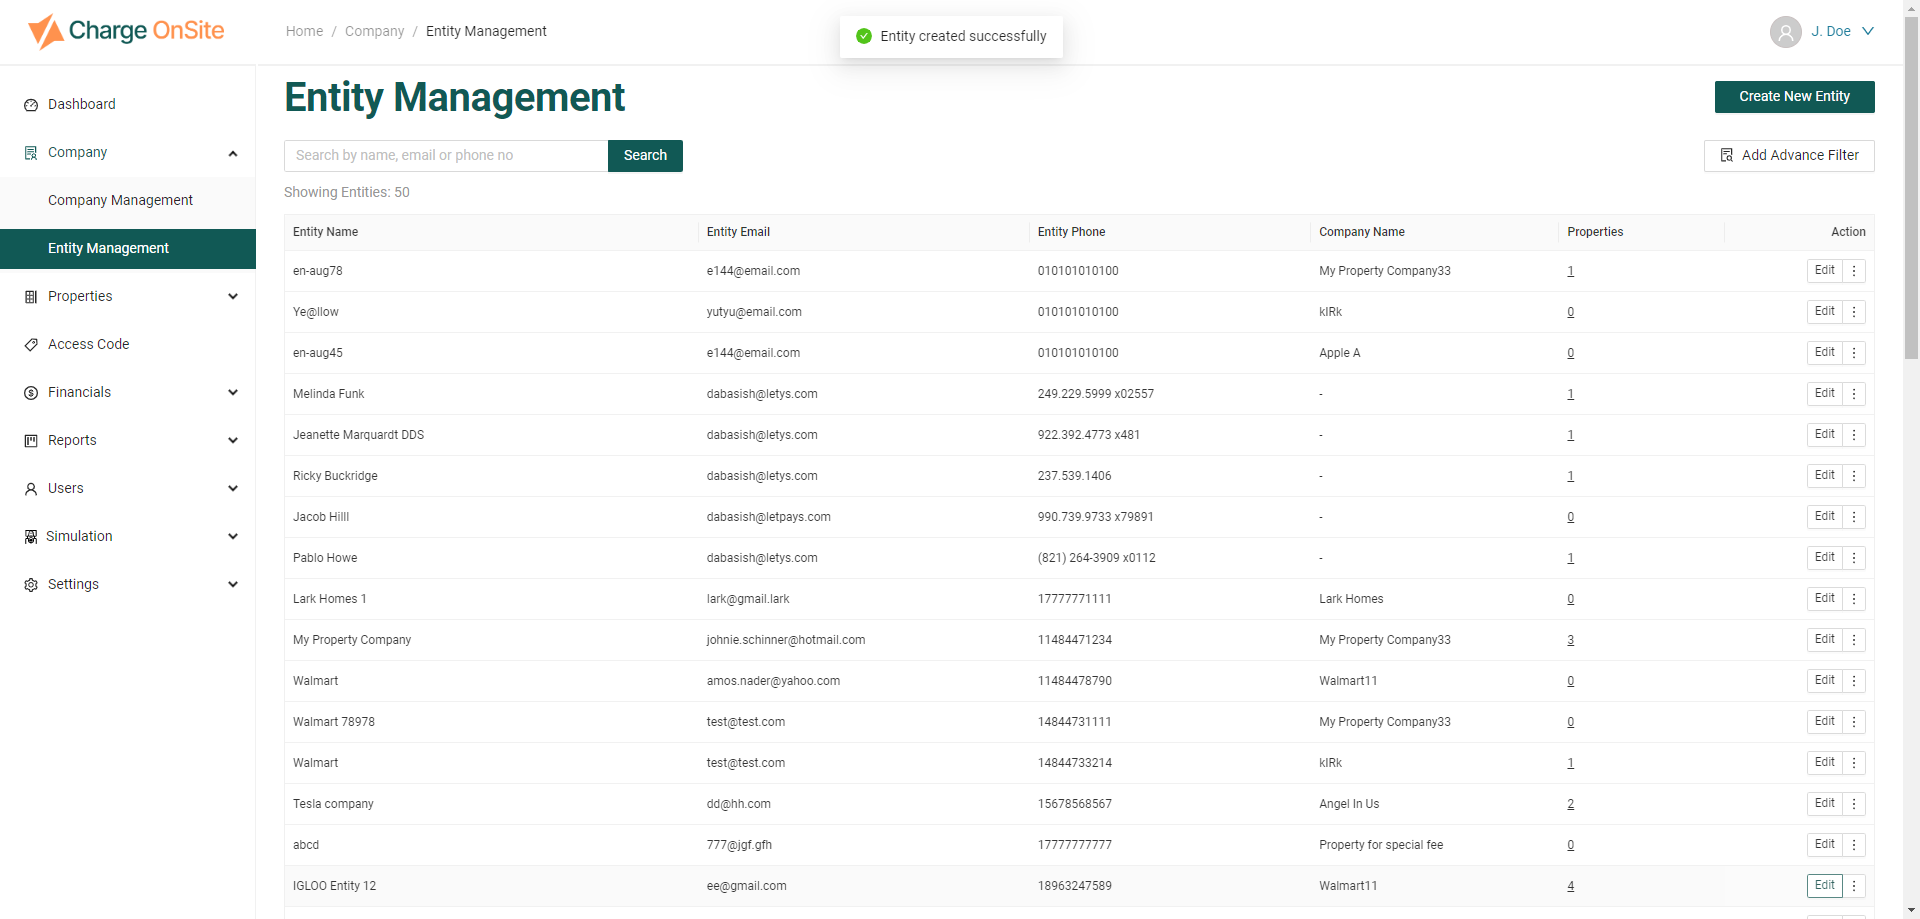 Charge OnSite
Home / Company / Entity Management
Entity created successfully
J. Doe
Dashboard
Company
Company Management
Entity Management
Properties
Access Code
Financials
Reports
Users
Simulation
Settings
Entity Management
Create New Entity
Search by name, email or phone no
Search
Add Advance Filter
Showing Entities: 50
Entity Name Entity Email Entity Phone Company Name Properties Action
en-aug78 e144@email.com 010101010100 My Property Company33 1 Edit
Ye@llow yutyu@email.com 010101010100 kIRk 0 Edit
en-aug45 e144@email.com 010101010100 Apple A 0 Edit
Melinda Funk dabasish@letys.com 249.229.5999 x02557 - 1 Edit
Jeanette Marquardt DDS dabasish@letys.com 922.392.4773 x481 - 1 Edit
Ricky Buckridge dabasish@letys.com 237.539.1406 - 1 Edit
Jacob Hilll dabasish@letpays.com 990.739.9733 x79891 - 0 Edit
Pablo Howe dabasish@letys.com (821) 264-3909 x0112 - 1 Edit
Lark Homes 1 lark@gmail.lark 17777771111 Lark Homes 0 Edit
My Property Company johnie.schinner@hotmail.com 11484471234 My Property Company33 3 Edit
Walmart amos.nader@yahoo.com 11484478790 Walmart11 0 Edit
Walmart 78978 test@test.com 14844731111 My Property Company33 0 Edit
Walmart test@test.com 14844733214 kIRk 1 Edit
Tesla company dd@hh.com 15678568567 Angel In Us 2 Edit
abcd 777@jgf.gfh 17777777777 Property for special fee 0 Edit
IGLOO Entity 12 ee@gmail.com 18963247589 Walmart11 4 Edit